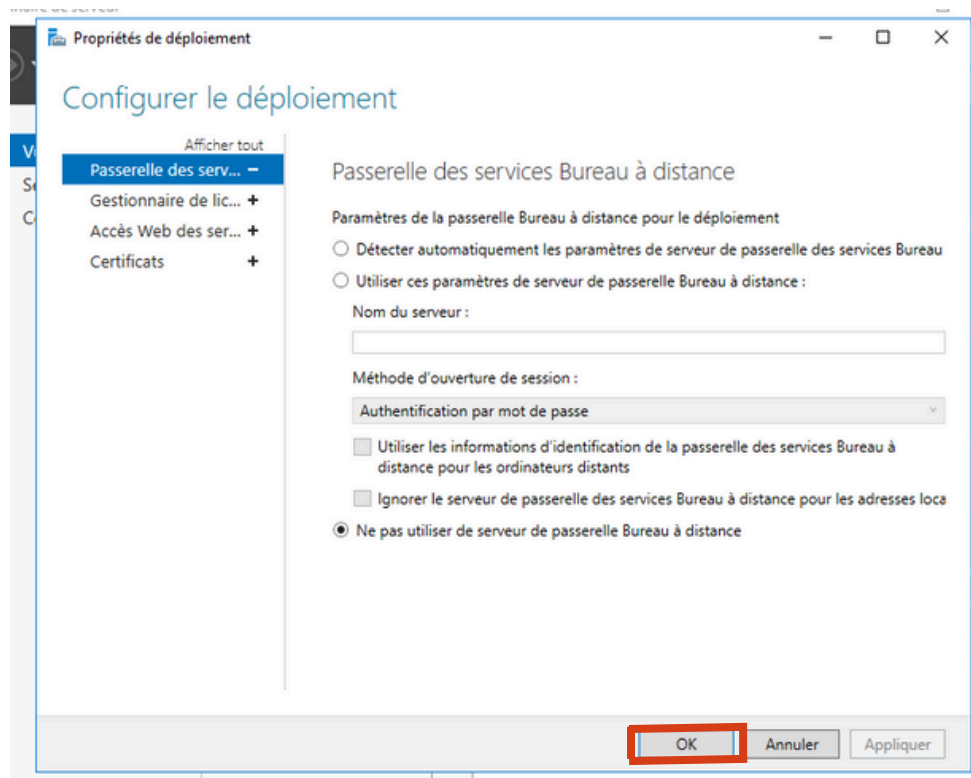 Propriétés de déploiement
Configurer le déploiement
Afficher tout
Passerelle des serv... –
Gestionnaire de lic... +
Accès Web des ser... +
Certificats +
Passerelle des services Bureau à distance
Paramètres de la passerelle Bureau à distance pour le déploiement
Détecter automatiquement les paramètres de serveur de passerelle des services Bureau
Utiliser ces paramètres de serveur de passerelle Bureau à distance :
Nom du serveur :
Méthode d'ouverture de session :
Authentification par mot de passe
Utiliser les informations d'identification de la passerelle des services Bureau à
distance pour les ordinateurs distants
Ignorer le serveur de passerelle des services Bureau à distance pour les adresses loca
Ne pas utiliser de serveur de passerelle Bureau à distance
OK
Annuler
Appliquer